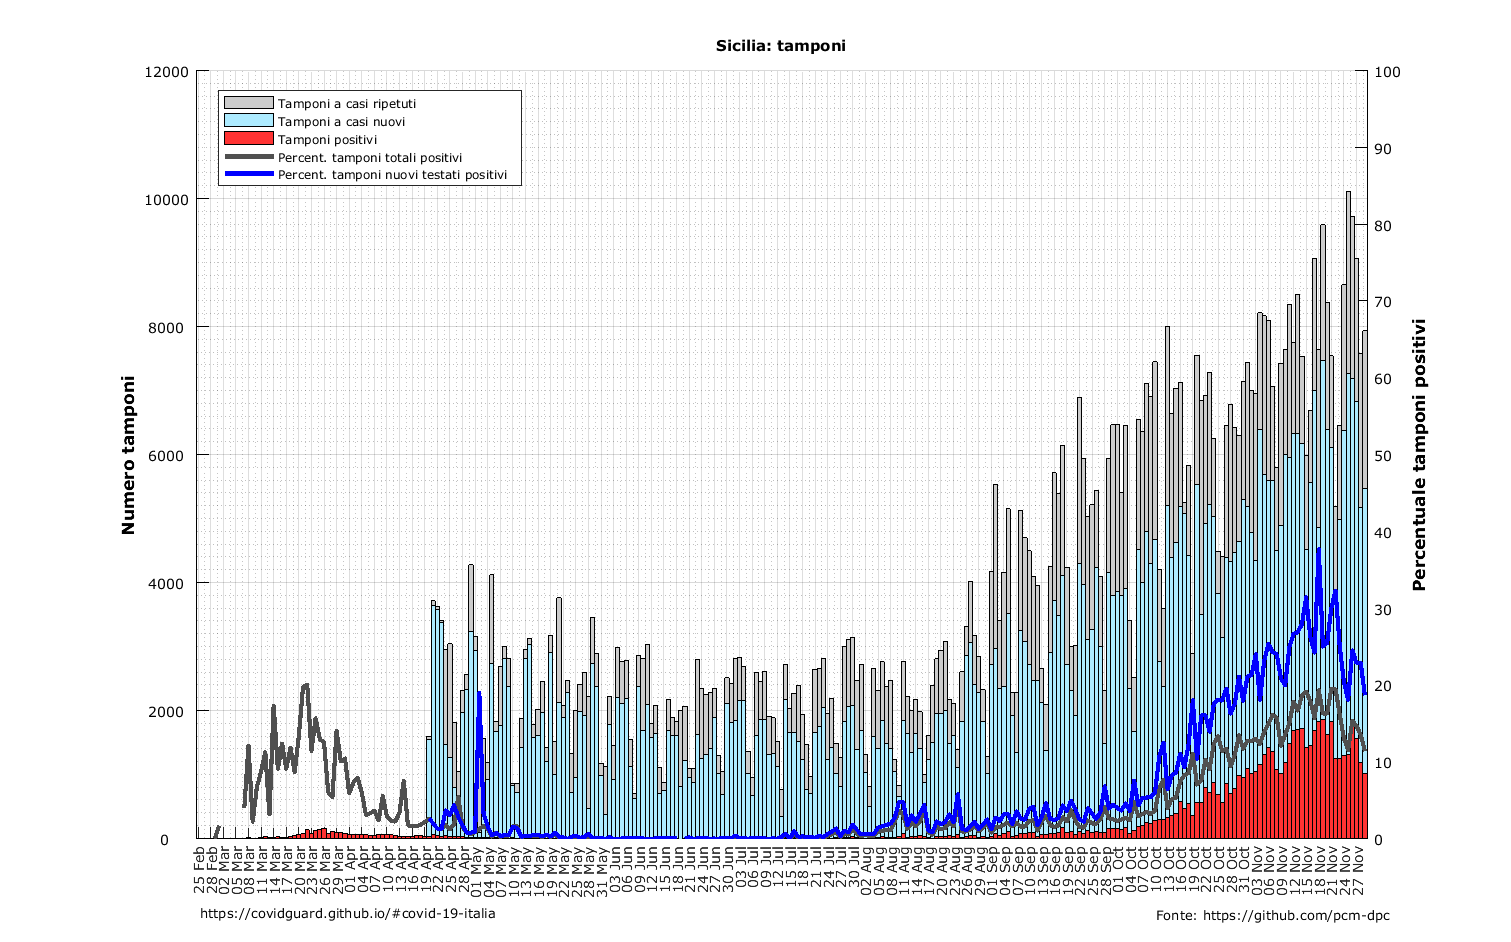 Sicilia: tamponi
12000
10000
8000
6000
4000
2000
0
Numero tamponi
Tamponi a casi ripetuti
Tamponi a casi nuovi
Tamponi positivi
Percent. tamponi totali positivi
Percent. tamponi nuovi testati positivi
100
90
80
70
60
50
40
30
20
10
0
Percentuale tamponi positivi
25 Feb
28 Feb
02 Mar
05 Mar
08 Mar
11 Mar
14 Mar
17 Mar
20 Mar
23 Mar
26 Mar
29 Mar
01 Apr
04 Apr
07 Apr
10 Apr
13 Apr
16 Apr
19 Apr
22 Apr
25 Apr
28 Apr
01 May
04 May
07 May
10 May
13 May
16 May
19 May
22 May
25 May
28 May
31 May
03 Jun
06 Jun
09 Jun
12 Jun
15 Jun
18 Jun
21 Jun
24 Jun
27 Jun
30 Jun
03 Jul
06 Jul
09 Jul
12 Jul
15 Jul
18 Jul
21 Jul
24 Jul
27 Jul
30 Jul
02 Aug
05 Aug
08 Aug
11 Aug
14 Aug
17 Aug
20 Aug
23 Aug
26 Aug
29 Aug
01 Sep
04 Sep
07 Sep
10 Sep
13 Sep
16 Sep
19 Sep
22 Sep
25 Sep
28 Sep
01 Oct
04 Oct
07 Oct
10 Oct
13 Oct
16 Oct
19 Oct
22 Oct
25 Oct
28 Oct
31 Oct
03 Nov
06 Nov
09 Nov
12 Nov
15 Nov
18 Nov
21 Nov
24 Nov
27 Nov
https://covidguard.github.io/#covid-19-italia
Fonte: https://github.com/pcm-dpc